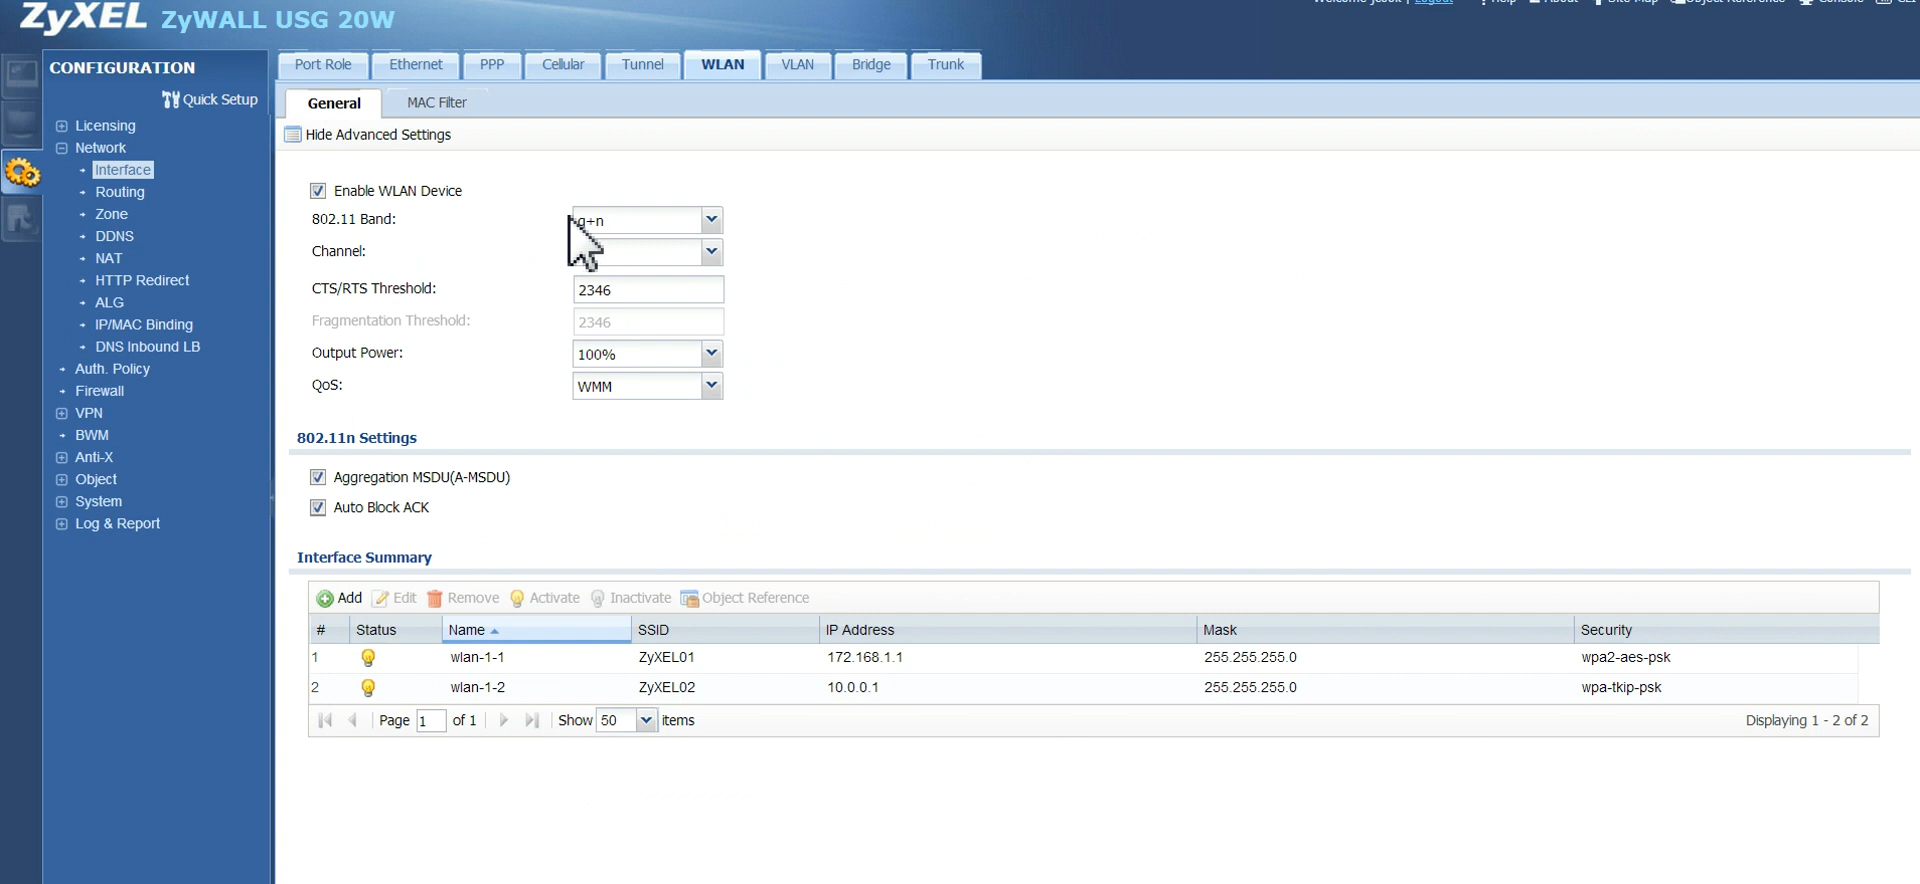 ZyXEL ZyWALL USG 20W
Logout
CONFIGURATION
Quick Setup
Licensing
Network
Interface
Routing
Zone
DDNS
NAT
HTTP Redirect
ALG
IP/MAC Binding
DNS Inbound LB
Auth. Policy
Firewall
VPN
BWM
Anti-X
Object
System
Log & Report
Port Role Ethernet PPP Cellular Tunnel WLAN VLAN Bridge Trunk
General MAC Filter
Hide Advanced Settings
Enable WLAN Device
802.11 Band: g+n
Channel:
CTS/RTS Threshold: 2346
Fragmentation Threshold: 2346
Output Power: 100%
QoS: WMM
802.11n Settings
Aggregation MSDU(A-MSDU)
Auto Block ACK
Interface Summary
Add Edit Remove Activate Inactivate Object Reference
# Status Name SSID IP Address Mask Security
1 wlan-1-1 ZyXEL01 172.168.1.1 255.255.255.0 wpa2-aes-psk
2 wlan-1-2 ZyXEL02 10.0.0.1 255.255.255.0 wpa-tkip-psk
Page 1 of 1 Show 50 items Displaying 1 - 2 of 2